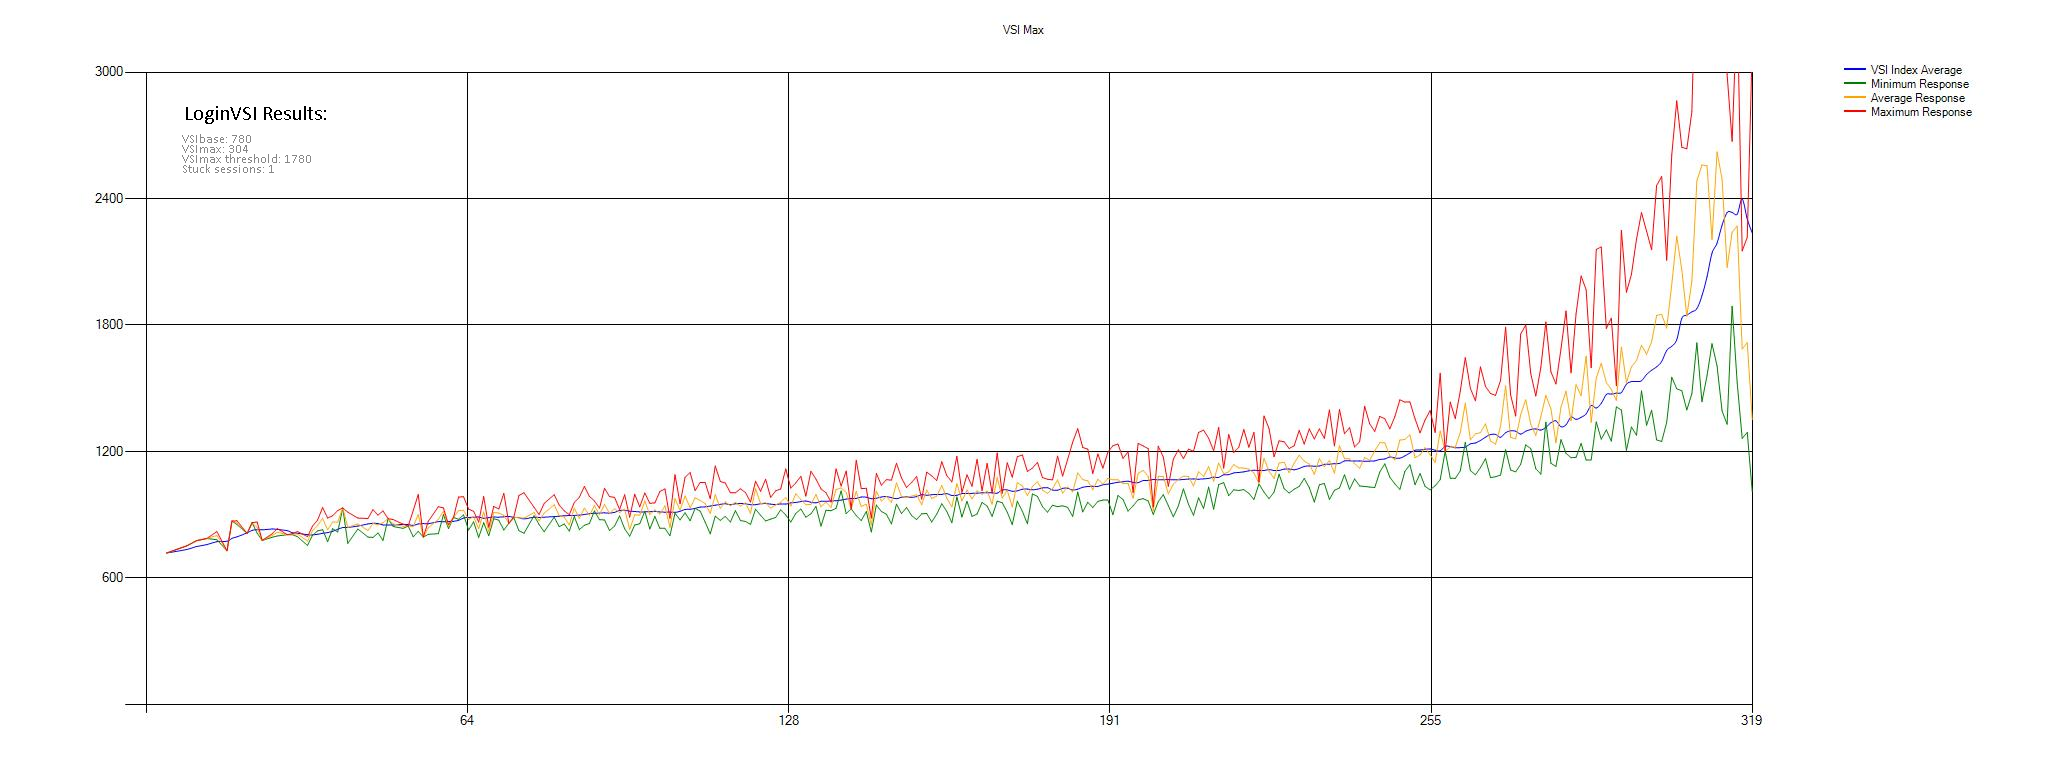 VSI Max
3000
2400
1800
1200
600
LoginVSI Results:
VSIbase: 780
VSImax: 304
VSImax threshold: 1780
Stuck sessions: 1
64
128
191
255
319
VSI Index Average
Minimum Response
Average Response
Maximum Response